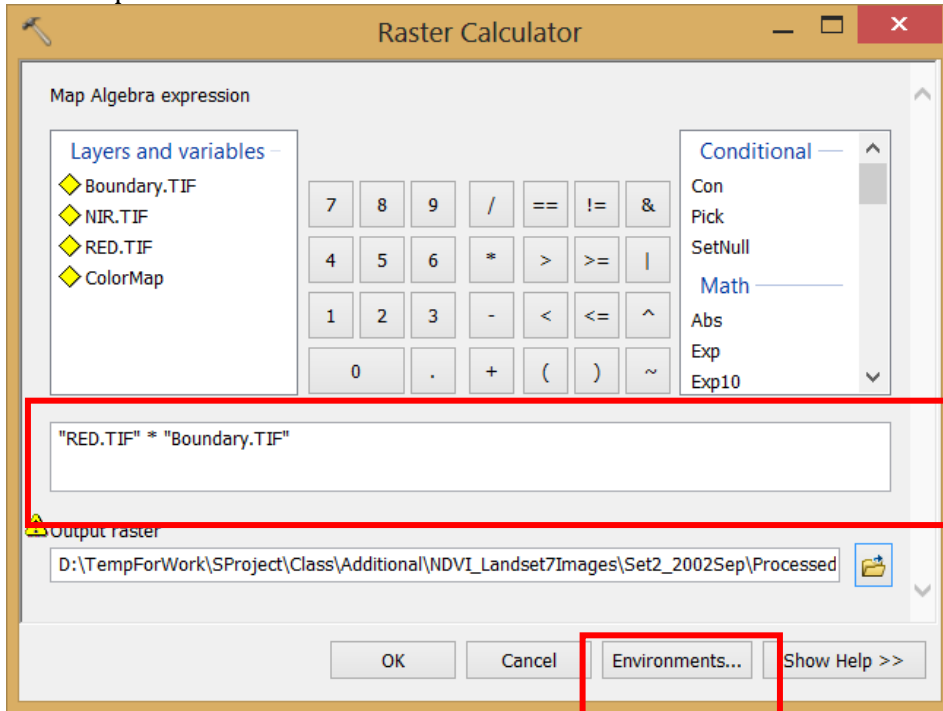 Raster Calculator
Map Algebra expression
Layers and variables
Boundary.TIF
NIR.TIF
RED.TIF
ColorMap
7 8 9 / == != &
4 5 6 * > >= |
1 2 3 - < <= ^
0 . + ( ) ~
Conditional
Con
Pick
SetNull
Math
Abs
Exp
Exp10
"RED.TIF" * "Boundary.TIF"
Output raster
D:\TempForWork\SProject\Class\Additional\NDVI_Landset7Images\Set2_2002Sep\Processed
OK Cancel Environments... Show Help >>